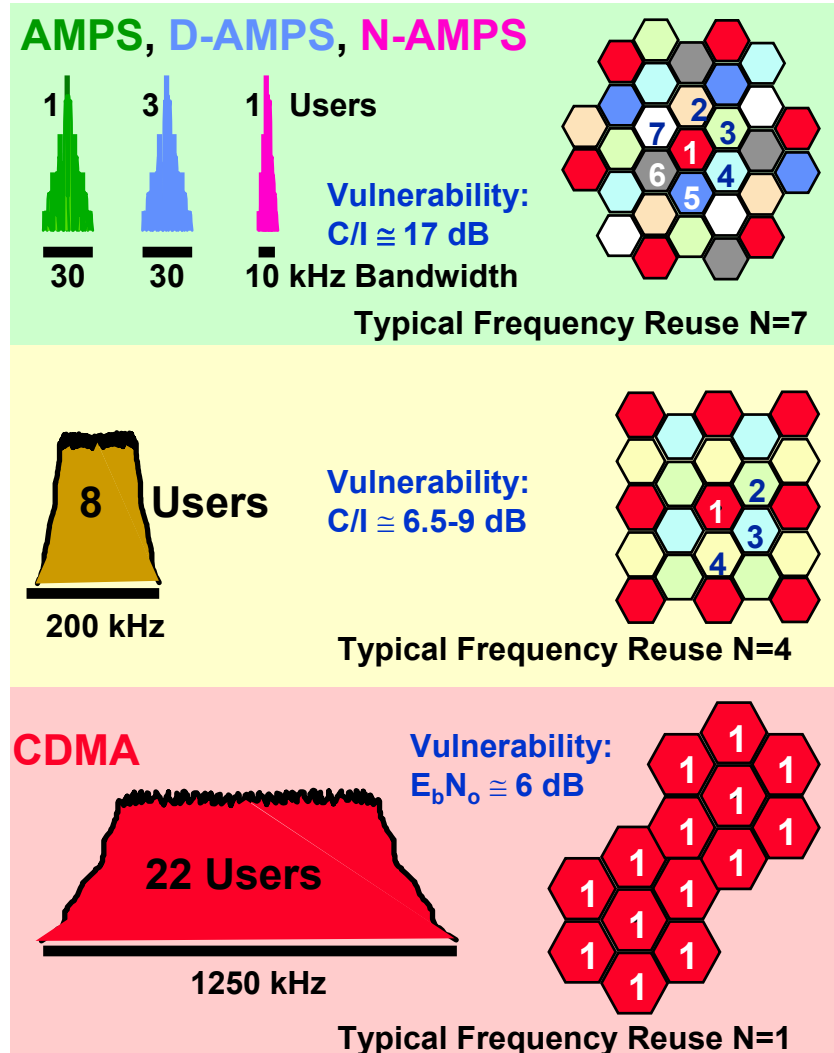 AMPS, D-AMPS, N-AMPS
1 3 1 Users
Vulnerability:
C/I ≅ 17 dB
30 30 10 kHz Bandwidth
2
7 3
1
6 4
5
Typical Frequency Reuse N=7
8 Users
200 kHz
Vulnerability:
C/I ≅ 6.5-9 dB
2
1
3
4
Typical Frequency Reuse N=4
CDMA
Vulnerability:
EbNo ≅ 6 dB
22 Users
1250 kHz
1
1 1
1
1 1
1 1
1 1
1
1 1
1
Typical Frequency Reuse N=1